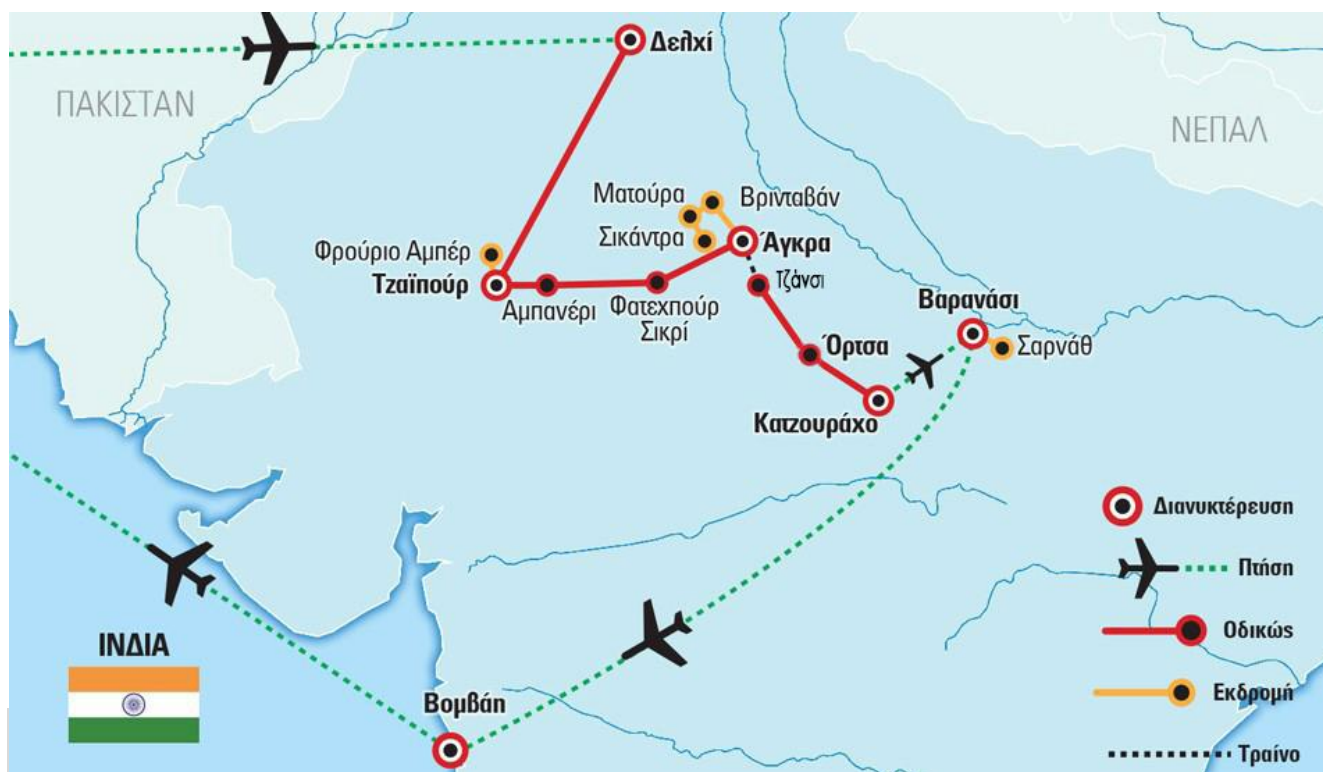 Δελχί
ΠΑΚΙΣΤΑΝ
ΝΕΠΑΛ
Ματούρα
Βρινταβάν
Σικάντρα
Άγκρα
Φρούριο Αμπέρ
Τζαϊπούρ
Τζάνσι
Αμπανέρι
Φατεχπούρ
Σικρί
Βαρανάσι
Σαρνάθ
Όρτσα
Κατζουράχο
Διανυκτέρευση
Πτήση
Οδικώς
Εκδρομή
Τραίνο
ΙΝΔΙΑ
Βομβάη